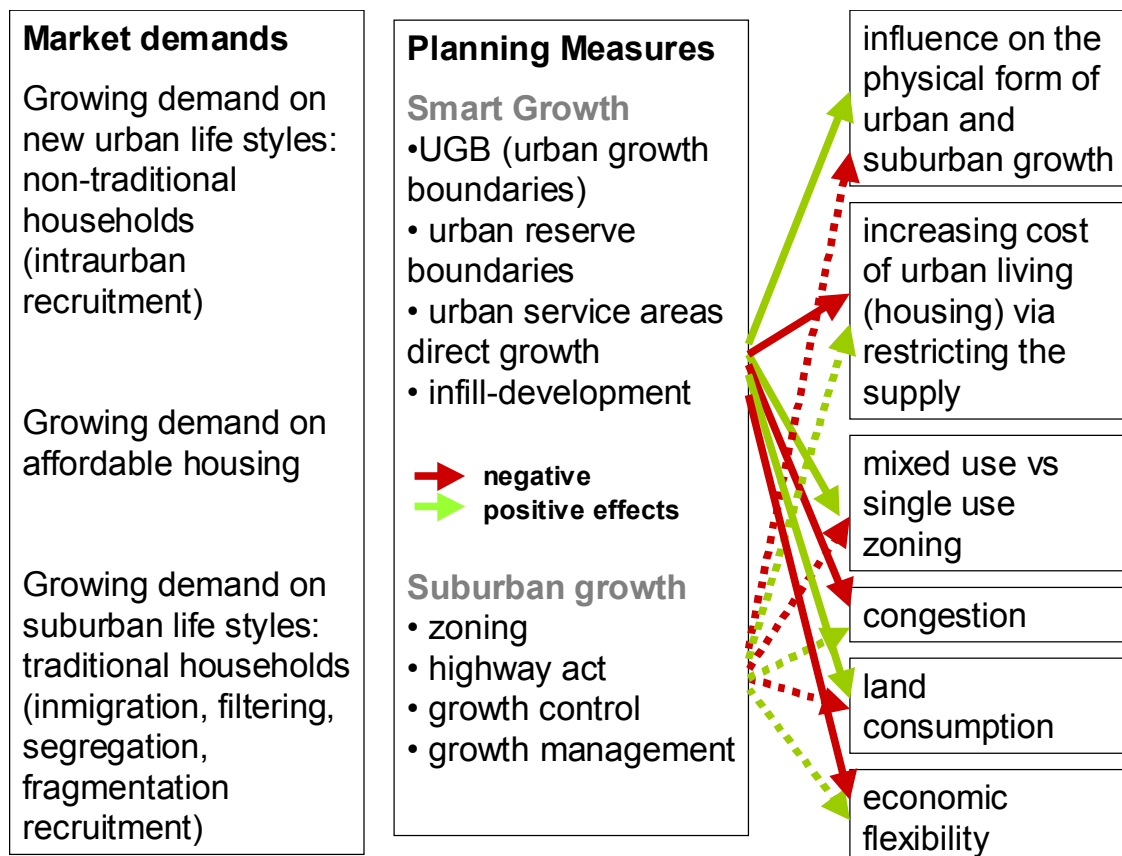 Market demands
Growing demand on
new urban life styles:
non-traditional
households
(intraurban
recruitment)
Growing demand on
affordable housing
Growing demand on
suburban life styles:
traditional households
(inmigration, filtering,
segregation,
fragmentation
recruitment)
Planning Measures
Smart Growth
•UGB (urban growth
boundaries)
• urban reserve
boundaries
• urban service areas
direct growth
• infill-development
negative
positive effects
Suburban growth
• zoning
• highway act
• growth control
• growth management
influence on the
physical form of
urban and
suburban growth
increasing cost
of urban living
(housing) via
restricting the
supply
mixed use vs
single use
zoning
congestion
land
consumption
economic
flexibility